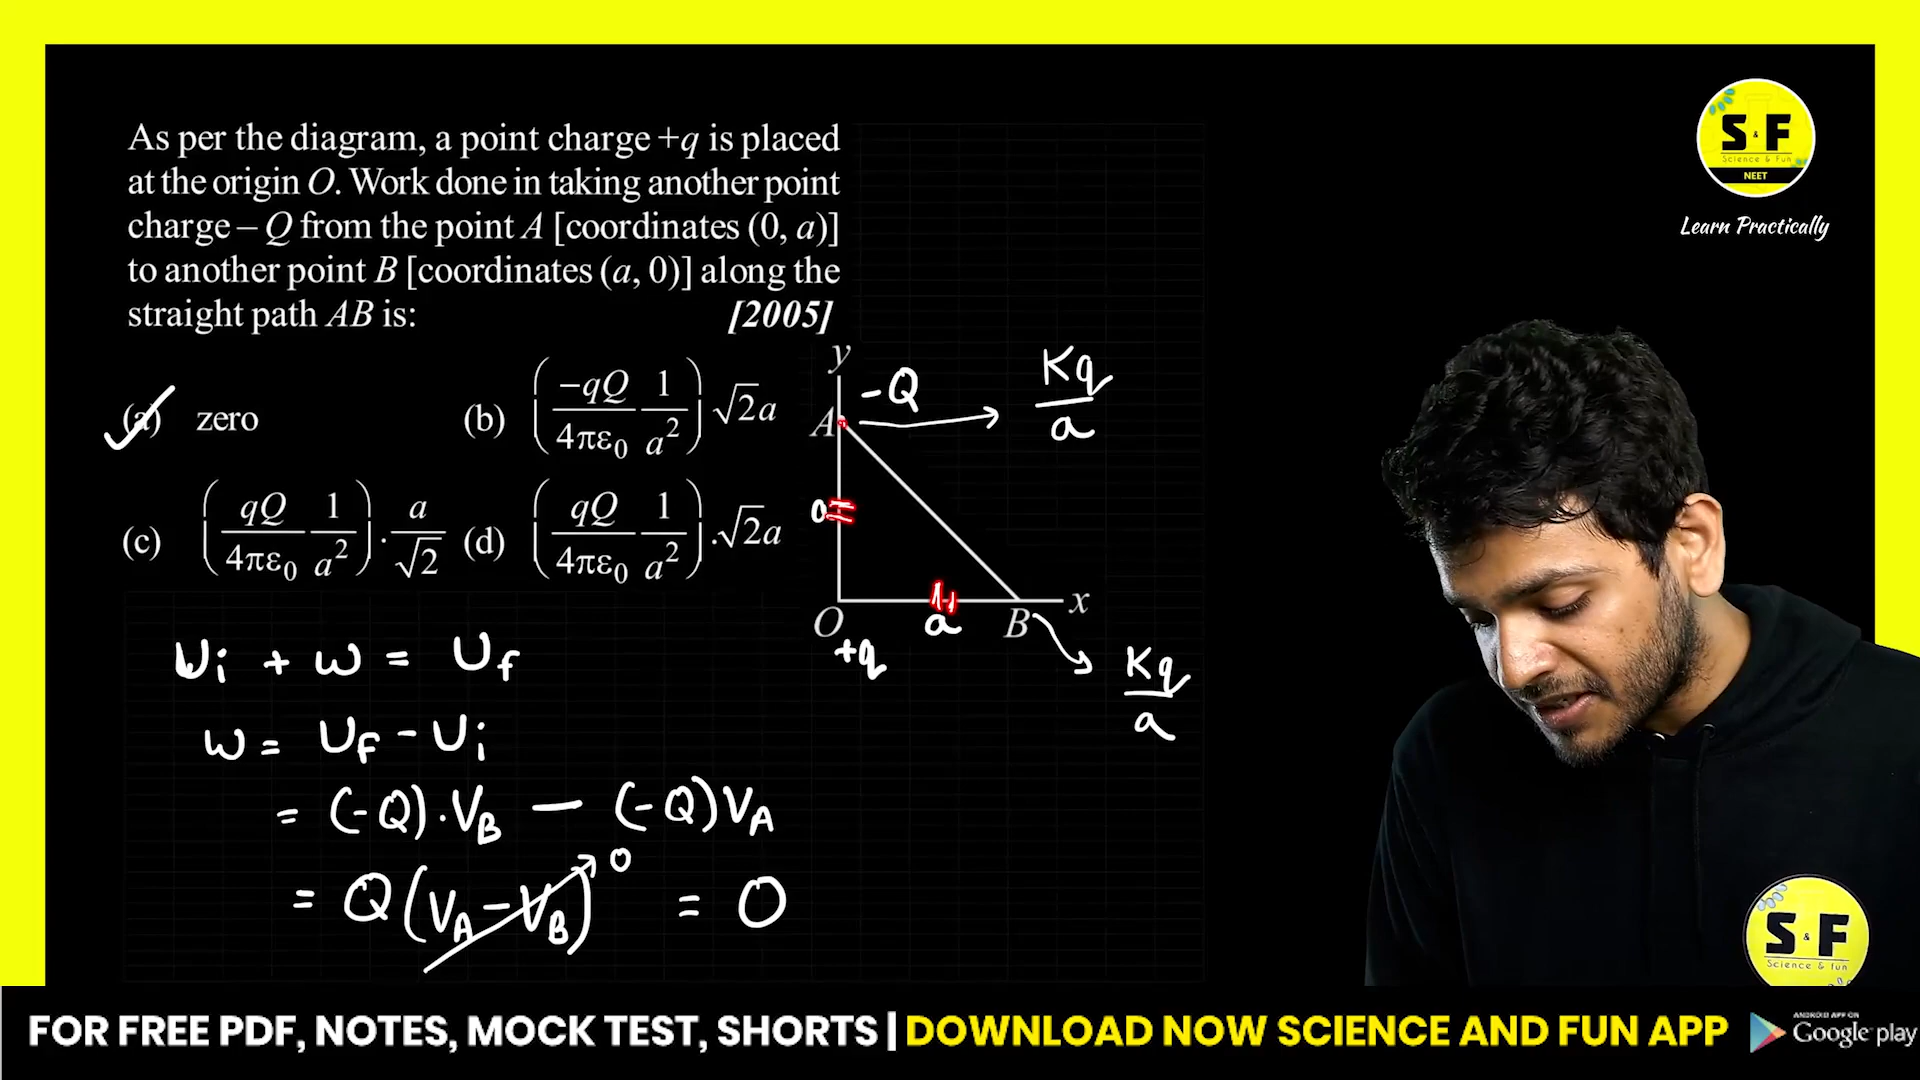 As per the diagram, a point charge +q is placed
at the origin O. Work done in taking another point
charge – Q from the point A [coordinates (0, a)]
to another point B [coordinates (a, 0)] along the
straight path AB is: [2005]
(a) zero (b) (−qQ/4πε₀ 1/a²) √2a
(c) (qQ/4πε₀ 1/a²) . a/√2 (d) (qQ/4πε₀ 1/a²) .√2a
y
A
-Q → Kq/a
a
O
+q
a
B
x
Kq/a
Ui + W = Uf
W = Uf - Ui
= (-Q).VB — (-Q)VA
= Q(VA-VB) 0 = 0
S&F
Science & Fun
NEET
Learn Practically
S&F
Science & fun
FOR FREE PDF, NOTES, MOCK TEST, SHORTS | DOWNLOAD NOW SCIENCE AND FUN APP
ANDROID APP ON
Google play